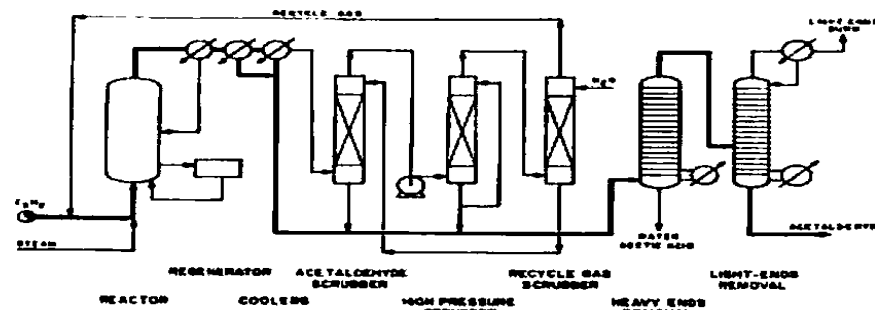 RECYCLE GAS
LIGHT ENDS
H₂O
STEAM
WATER
ACETIC ACID
ACETALDEHYDE
REGENERATOR
ACETALDEHYDE
SCRUBBER
RECYCLE GAS
SCRUBBER
LIGHT-ENDS
REMOVAL
REACTOR
COOLERS
HIGH PRESSURE
HEAVY ENDS